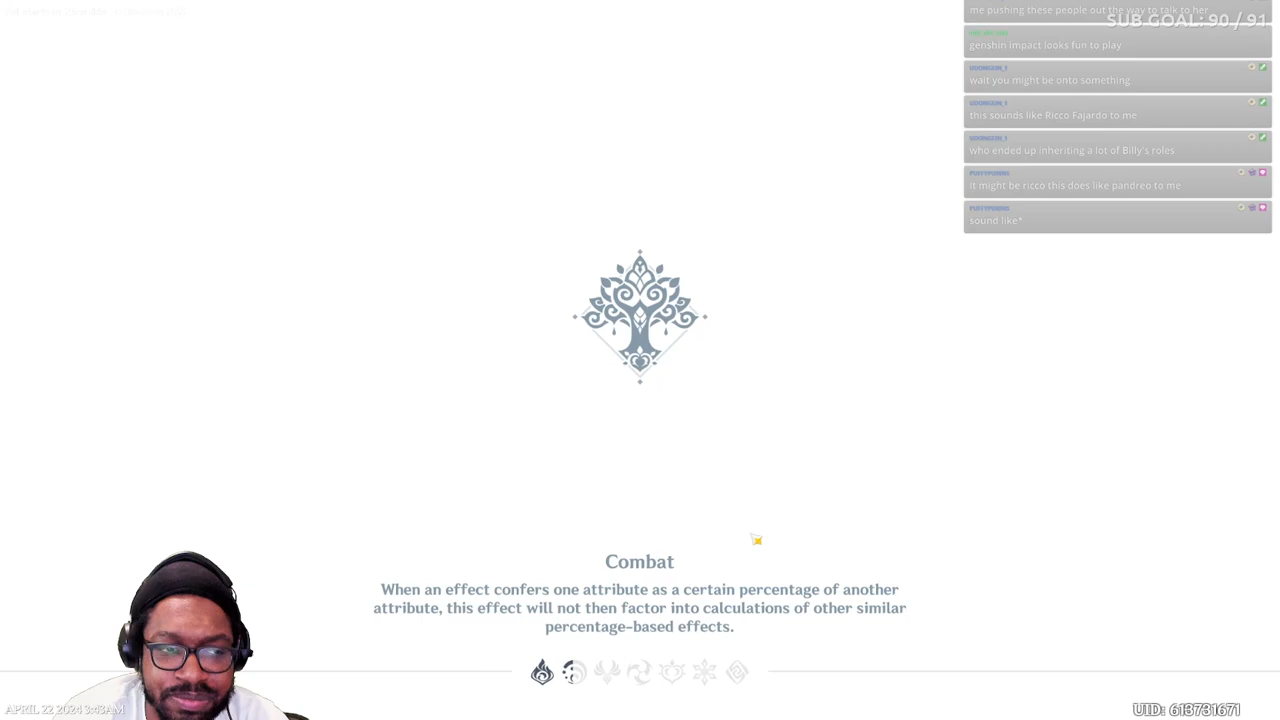 me pushing these people out the way to talk to her
SUB GOAL: 90 / 91
genshin impact looks fun to play
wait you might be onto something
this sounds like Ricco Fajardo to me
who ended up inheriting a lot of Billy's roles
PUFFYPIGMINS
it might be ricco this does like pandreo to me
sound like*
Combat
When an effect confers one attribute as a certain percentage of another
attribute, this effect will not then factor into calculations of other similar
percentage-based effects.
APRIL 22 2024 3:43AM
UID: 613731671